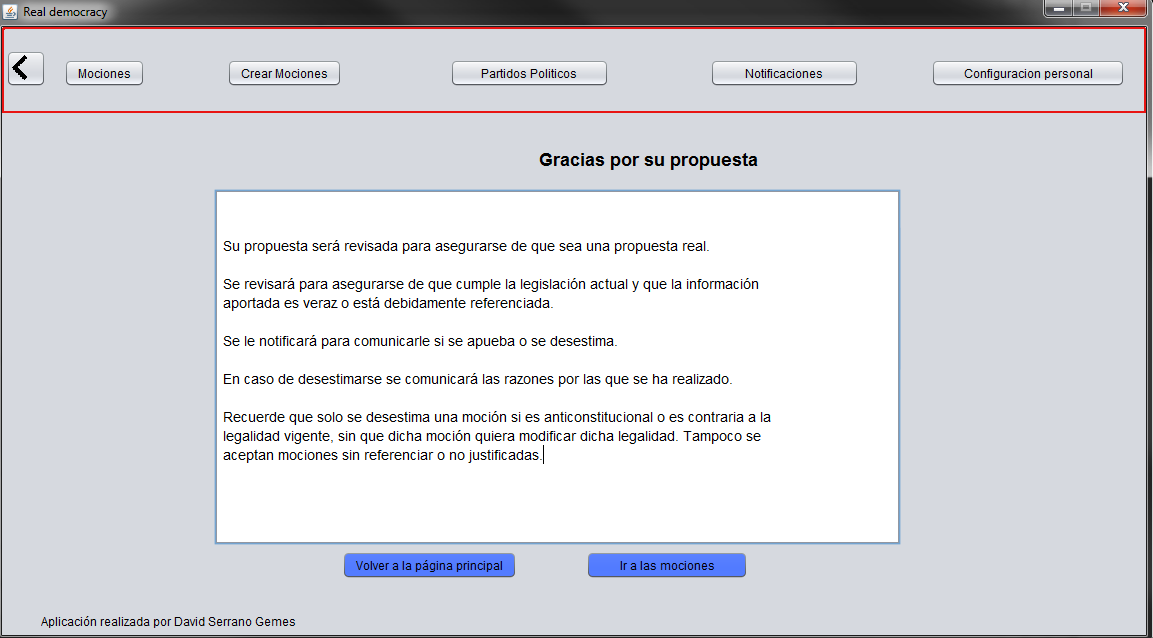 Real democracy
Mociones
Crear Mociones
Partidos Politicos
Notificaciones
Configuracion personal
Gracias por su propuesta
Su propuesta será revisada para asegurarse de que sea una propuesta real.
Se revisará para asegurarse de que cumple la legislación actual y que la información
aportada es veraz o está debidamente referenciada.
Se le notificará para comunicarle si se apueba o se desestima.
En caso de desestimarse se comunicará las razones por las que se ha realizado.
Recuerde que solo se desestima una moción si es anticonstitucional o es contraria a la
legalidad vigente, sin que dicha moción quiera modificar dicha legalidad. Tampoco se
aceptan mociones sin referenciar o no justificadas.
Volver a la página principal
Ir a las mociones
Aplicación realizada por David Serrano Gemes